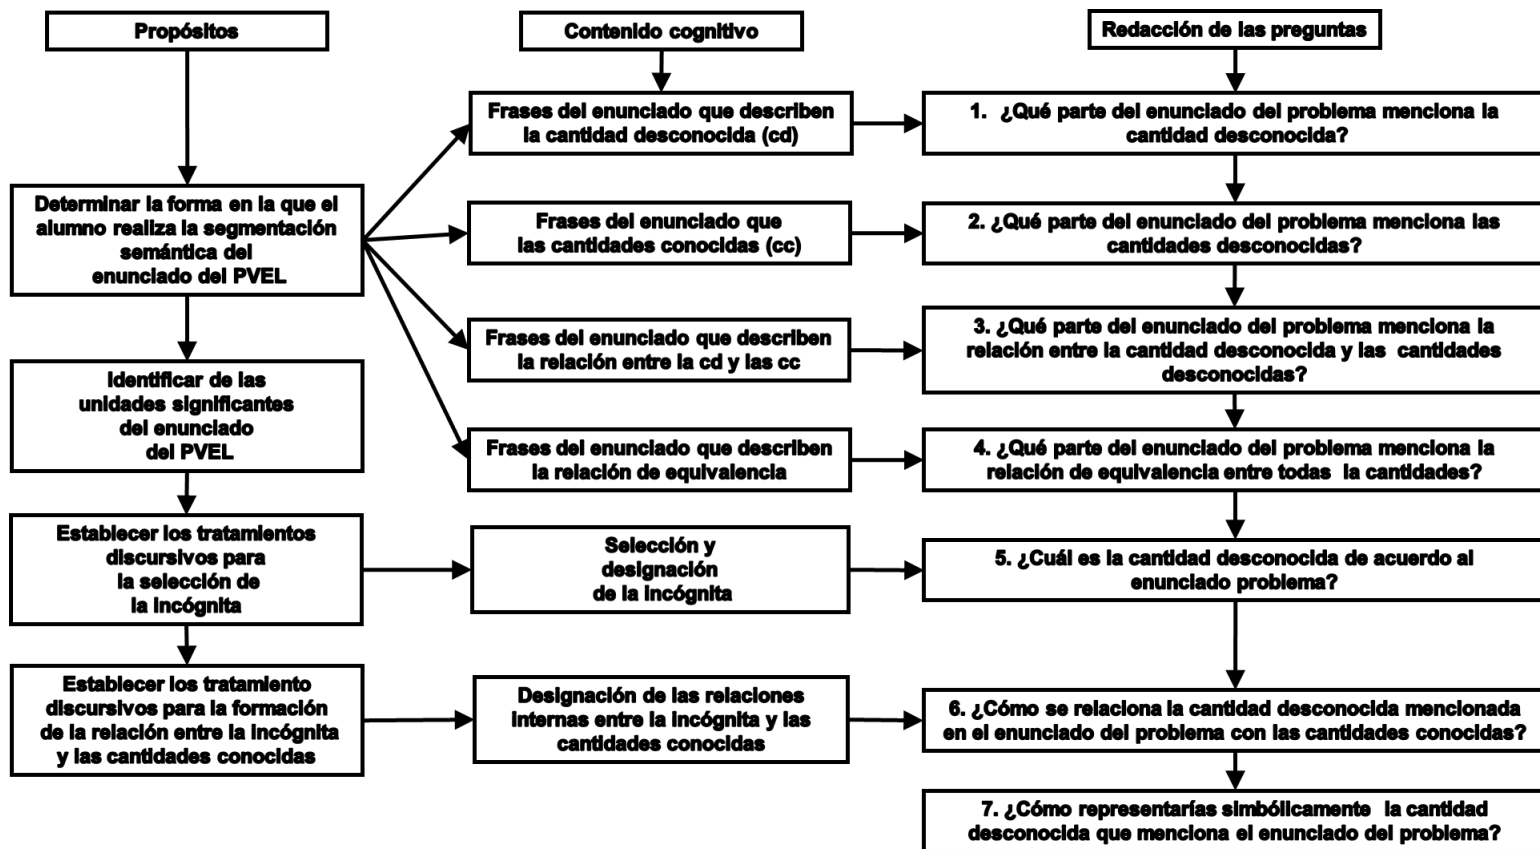 Propósitos
Determinar la forma en la que el
alumno realiza la segmentación
semántica del
enunciado del PVEL
Identificar de las
unidades significantes
del enunciado
del PVEL
Establecer los tratamientos
discursivos para
la selección de
la incógnita
Establecer los tratamiento
discursivos para la formación
de la relación entre la incógnita
y las cantidades conocidas
Contenido cognitivo
Frases del enunciado que describen
la cantidad desconocida (cd)
Frases del enunciado que
las cantidades conocidas (cc)
Frases del enunciado que describen
la relación entre la cd y las cc
Frases del enunciado que describen
la relación de equivalencia
Selección y
designación
de la incógnita
Designación de las relaciones
internas entre la incógnita y las
cantidades conocidas
Redacción de las preguntas
1. ¿Qué parte del enunciado del problema menciona la
cantidad desconocida?
2. ¿Qué parte del enunciado del problema menciona las
cantidades desconocidas?
3. ¿Qué parte del enunciado del problema menciona la
relación entre la cantidad desconocida y las cantidades
desconocidas?
4. ¿Qué parte del enunciado del problema menciona la
relación de equivalencia entre todas la cantidades?
5. ¿Cuál es la cantidad desconocida de acuerdo al
enunciado problema?
6. ¿Cómo se relaciona la cantidad desconocida mencionada
en el enunciado del problema con las cantidades conocidas?
7. ¿Cómo representarías simbólicamente la cantidad
desconocida que menciona el enunciado del problema?